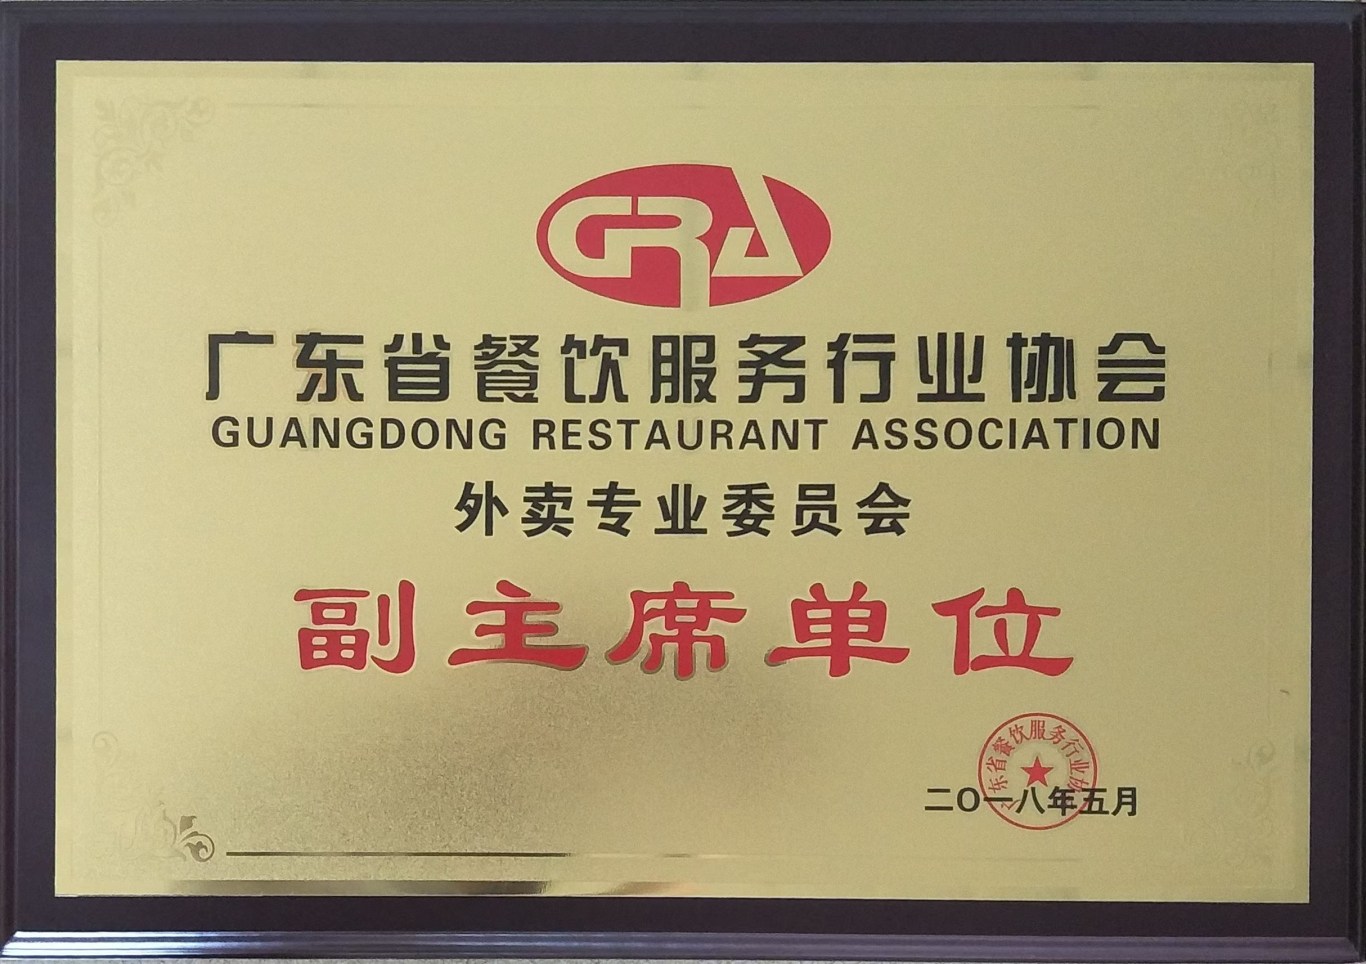 GRA
广东省餐饮服务行业协会
GUANGDONG RESTAURANT ASSOCIATION
外卖专业委员会
副主席单位
广东省餐饮服务行业协
二〇一八年五月